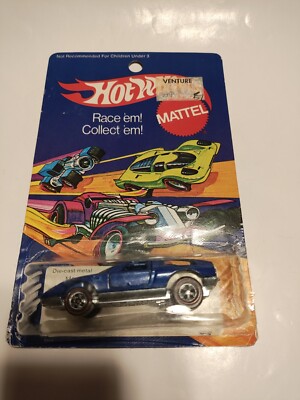 Not Recommended For Children Under 3
VENTURE
Hot W
MATTEL
Race 'em!
Collect 'em!
Die-cast metal